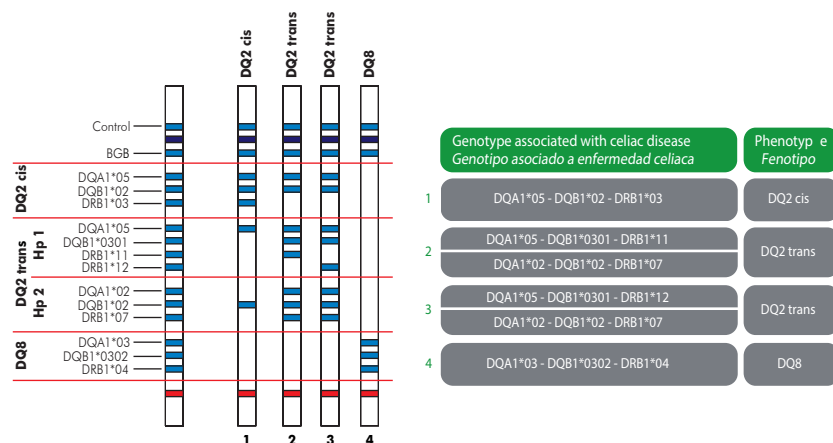 DQ2 cis
DQ2 trans
DQ2 trans
DQ8
Control
BGB
DQ2 cis
DQA1*05
DQB1*02
DRB1*03
DQ2 trans
Hp 1
DQA1*05
DQB1*0301
DRB1*11
DRB1*12
Hp 2
DQA1*02
DQB1*02
DRB1*07
DQ8
DQA1*03
DQB1*0302
DRB1*04
1 2 3 4
Genotype associated with celiac disease
Genotipo asociado a enfermedad celiaca
Phenotyp e
Fenotipo
1 DQA1*05 - DQB1*02 - DRB1*03 DQ2 cis
2 DQA1*05 - DQB1*0301 - DRB1*11
DQA1*02 - DQB1*02 - DRB1*07
DQ2 trans
3 DQA1*05 - DQB1*0301 - DRB1*12
DQA1*02 - DQB1*02 - DRB1*07
DQ2 trans
4 DQA1*03 - DQB1*0302 - DRB1*04 DQ8